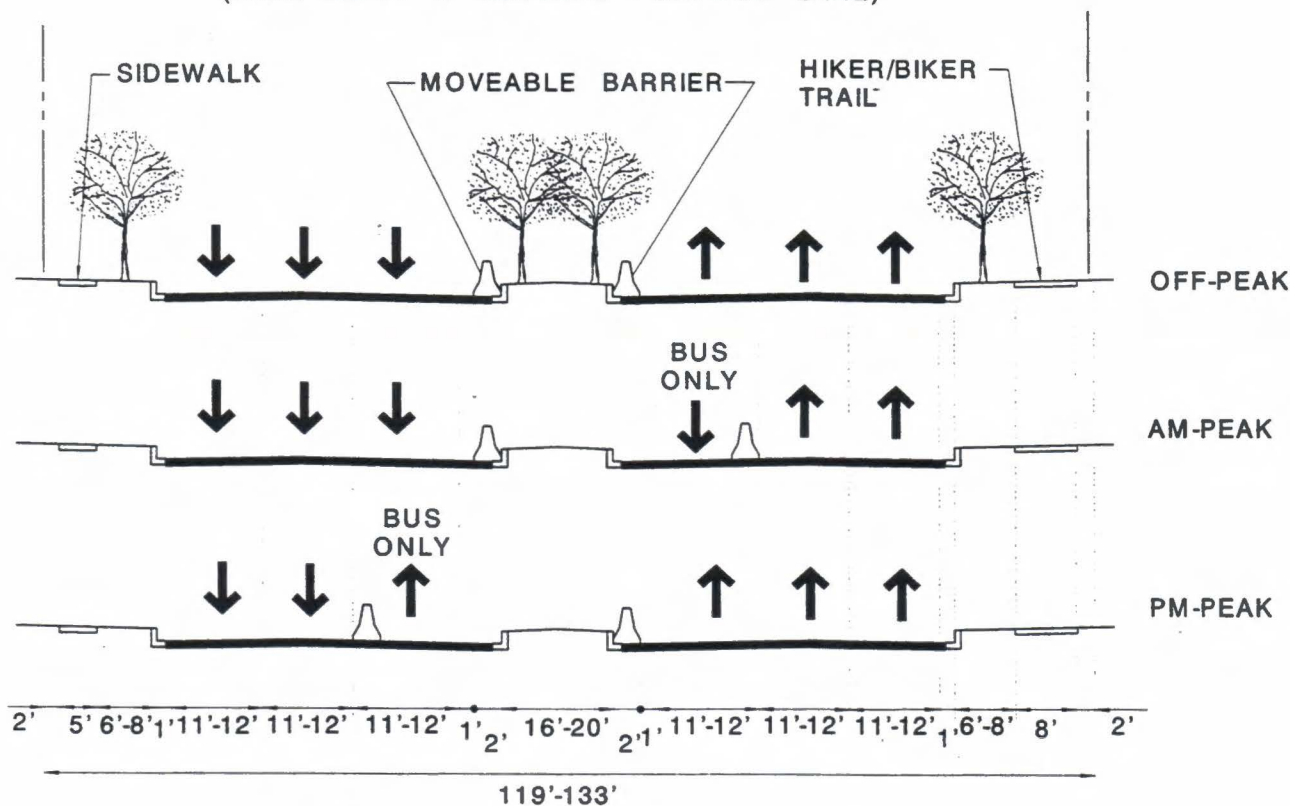 SIDEWALK
MOVEABLE BARRIER
HIKER/BIKER
TRAIL
OFF-PEAK
BUS
ONLY
AM-PEAK
BUS
ONLY
PM-PEAK
2' 5' 6'-8' 1' 11'-12' 11'-12' 11'-12' 1' 2' 16'-20' 2' 1' 11'-12' 11'-12' 11'-12' 1' 6'-8' 8' 2'
119'-133'